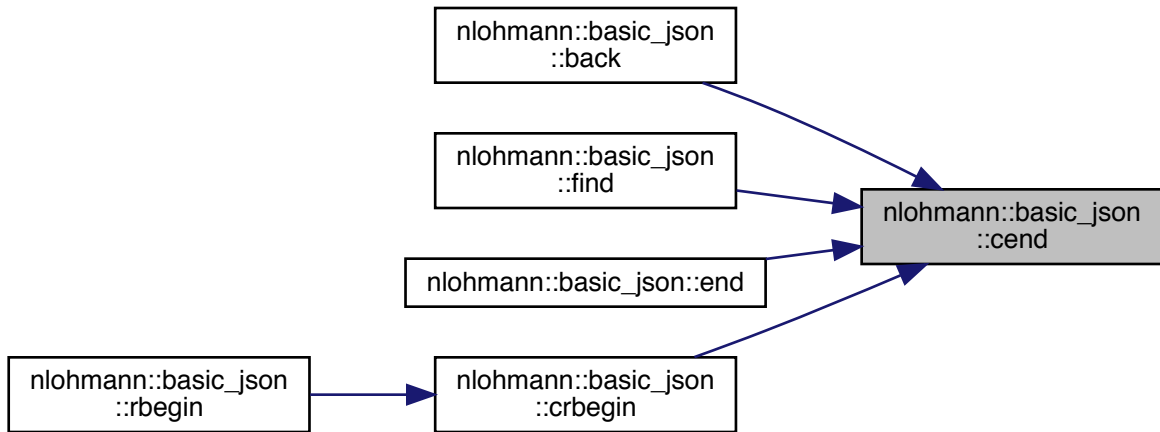 nlohmann::basic_json
::back
nlohmann::basic_json
::find
nlohmann::basic_json
::cend
nlohmann::basic_json::end
nlohmann::basic_json
::rbegin
nlohmann::basic_json
::crbegin